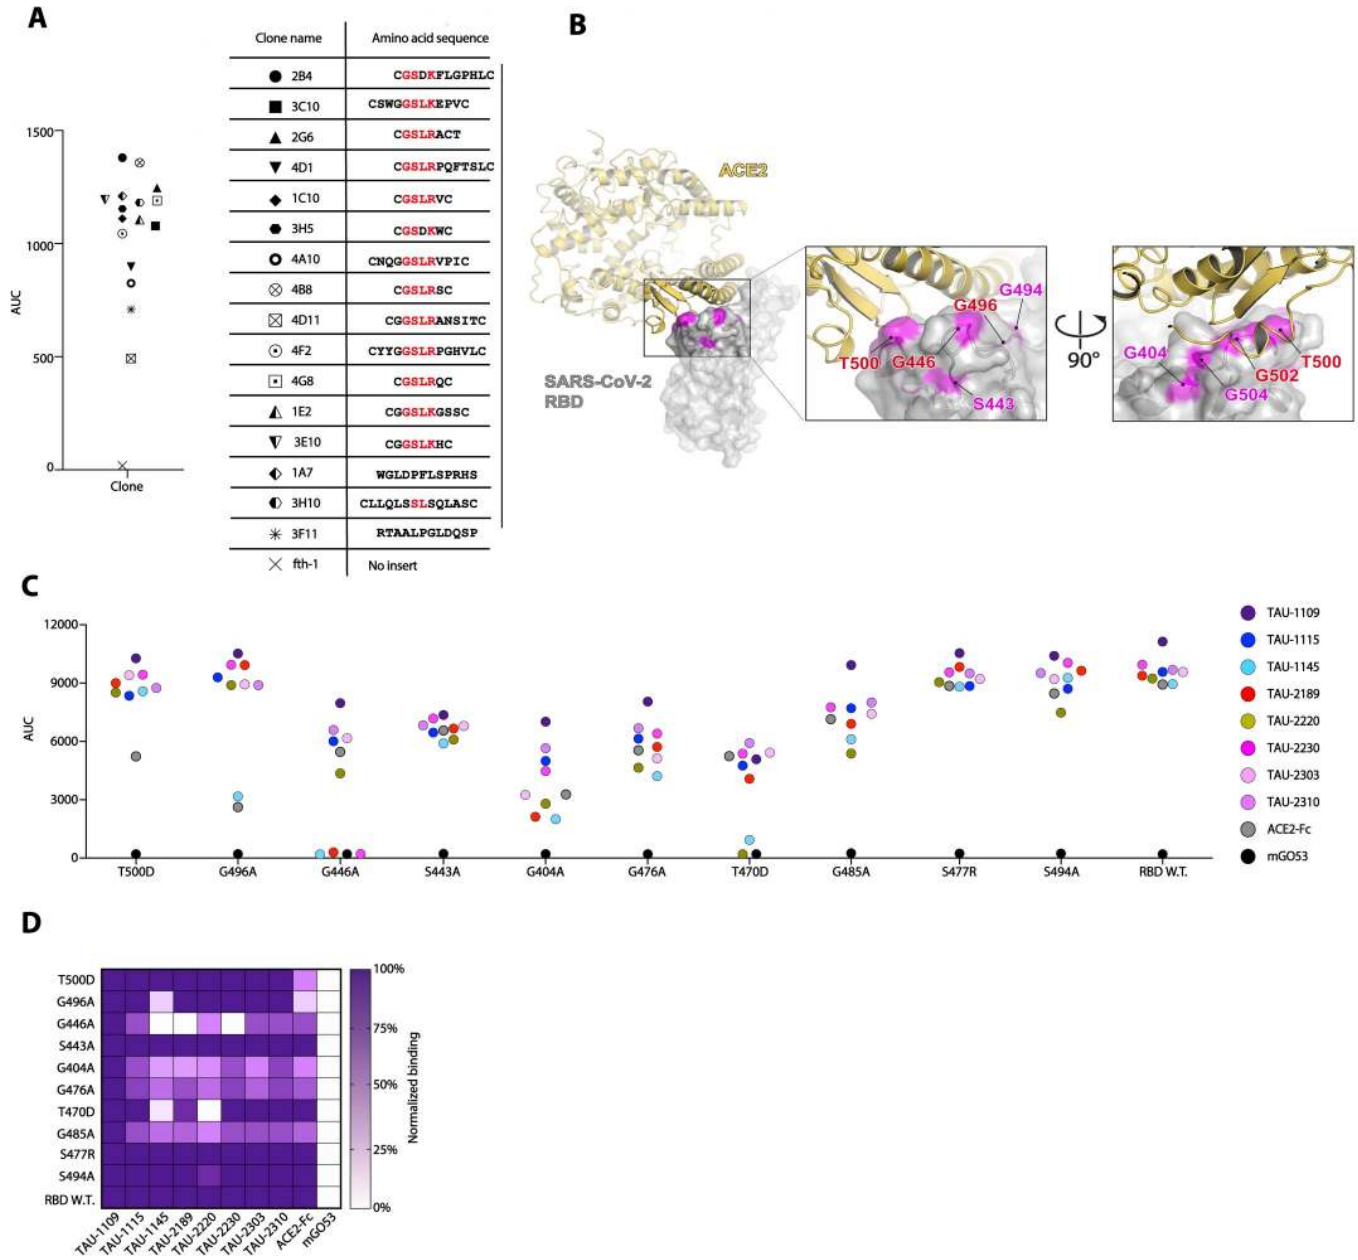 A
Clone name Amino acid sequence
2B4 CGSDKFLGPHLC
3C10 CSWGGSLKEPVC
2G6 CGSLRACT
4D1 CGSLRPQFTSLC
1C10 CGSLRVC
3H5 CGSDKWC
4A10 CNQGGSLRVPIC
4B8 CGSLRSC
4D11 CGGSLRANSITC
4F2 CYYGGSLRPGHVLC
4G8 CGSLRQC
1E2 CGGSLKGSSC
3E10 CGGSLKHC
1A7 WGLDPFLSPRHS
3H10 CLLQLSSLSQLASC
3F11 RTAALPGLDQSP
fth-1 No insert
1500
1000
500
0
AUC
Clone
B
ACE2
SARS-CoV-2
RBD
G494
G496
T500 G446
S443
90°
G404
T500
G502
G504
C
12000
9000
6000
3000
0
AUC
T500D G496A G446A S443A G404A G476A T470D G485A S477R S494A RBD W.T.
TAU-1109
TAU-1115
TAU-1145
TAU-2189
TAU-2220
TAU-2230
TAU-2303
TAU-2310
ACE2-Fc
mGO53
D
T500D
G496A
G446A
S443A
G404A
G476A
T470D
G485A
S477R
S494A
RBD W.T.
TAU-1109 TAU-1115 TAU-1145 TAU-2189 TAU-2220 TAU-2230 TAU-2303 TAU-2310 ACE2-Fc mGO53
100%
75%
50%
25%
0%
Normalized binding